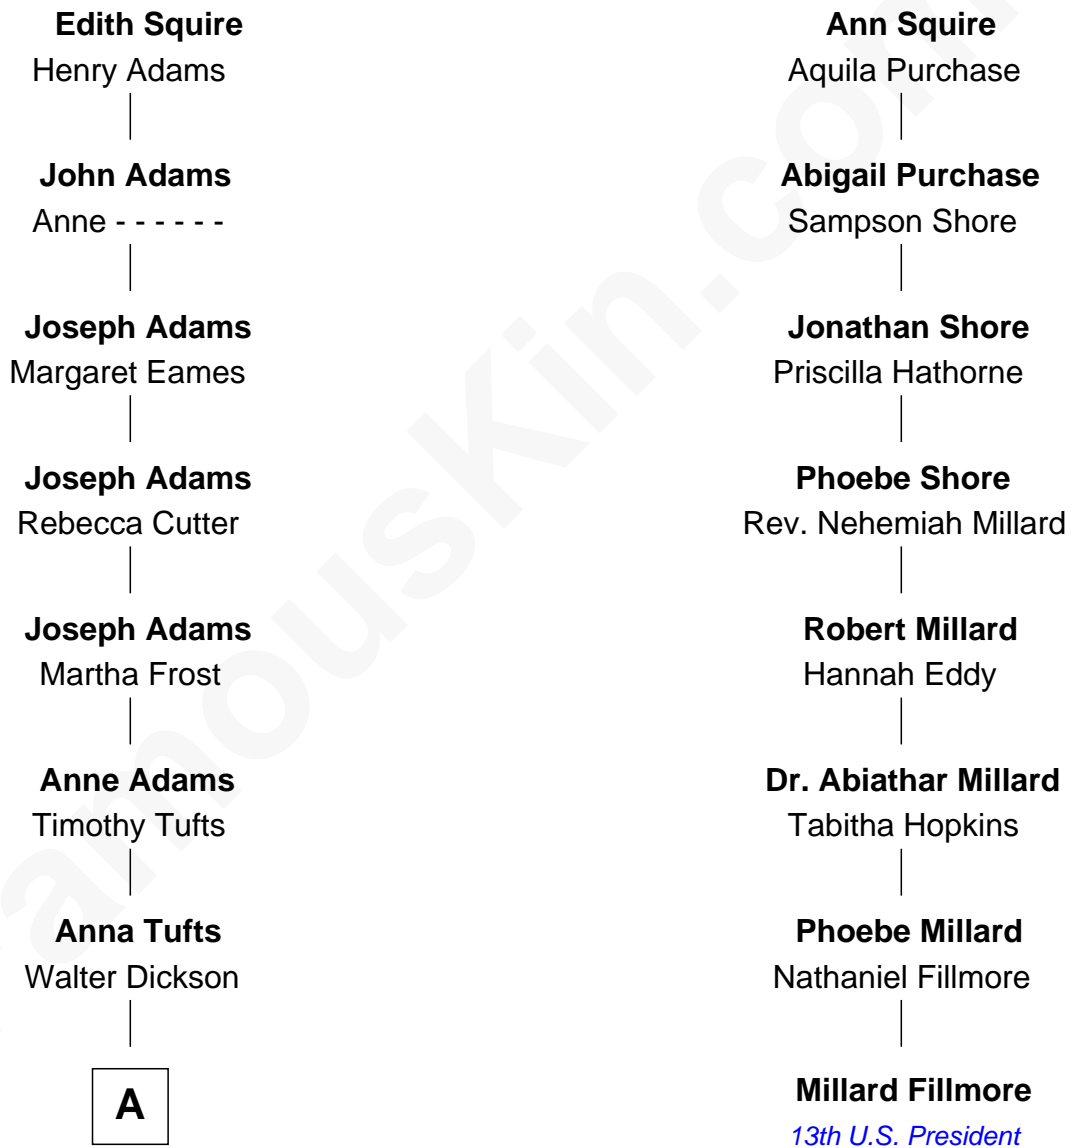 Edith Squire
Henry Adams
John Adams
Anne - - - - - -
Joseph Adams
Margaret Eames
Joseph Adams
Rebecca Cutter
Joseph Adams
Martha Frost
Anne Adams
Timothy Tufts
Anna Tufts
Walter Dickson
A
Ann Squire
Aquila Purchase
Abigail Purchase
Sampson Shore
Jonathan Shore
Priscilla Hathorne
Phoebe Shore
Rev. Nehemiah Millard
Robert Millard
Hannah Eddy
Dr. Abiathar Millard
Tabitha Hopkins
Phoebe Millard
Nathaniel Fillmore
Millard Fillmore
13th U.S. President
amouskin.com